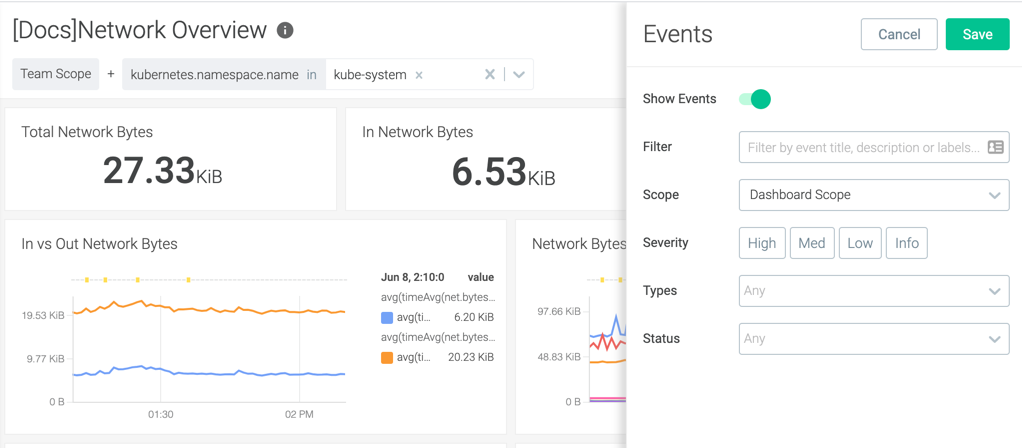 [Docs]Network Overview
Team Scope + kubernetes.namespace.name in kube-system × × 
Total Network Bytes
27.33KiB
In Network Bytes
6.53KiB
In vs Out Network Bytes
19.53 KiB
9.77 KiB
0 B
01:30 02 PM
Jun 8, 2:10:0 value
avg(timeAvg(net.bytes...
avg(ti... 6.20 KiB
avg(timeAvg(net.bytes...
avg(ti... 20.23 KiB
Network Bytes
97.66 KiB
48.83 KiB
0 B
Events
Cancel
Save
Show Events
Filter
Filter by event title, description or labels...
Scope
Dashboard Scope
Severity
High Med Low Info
Types
Any
Status
Any